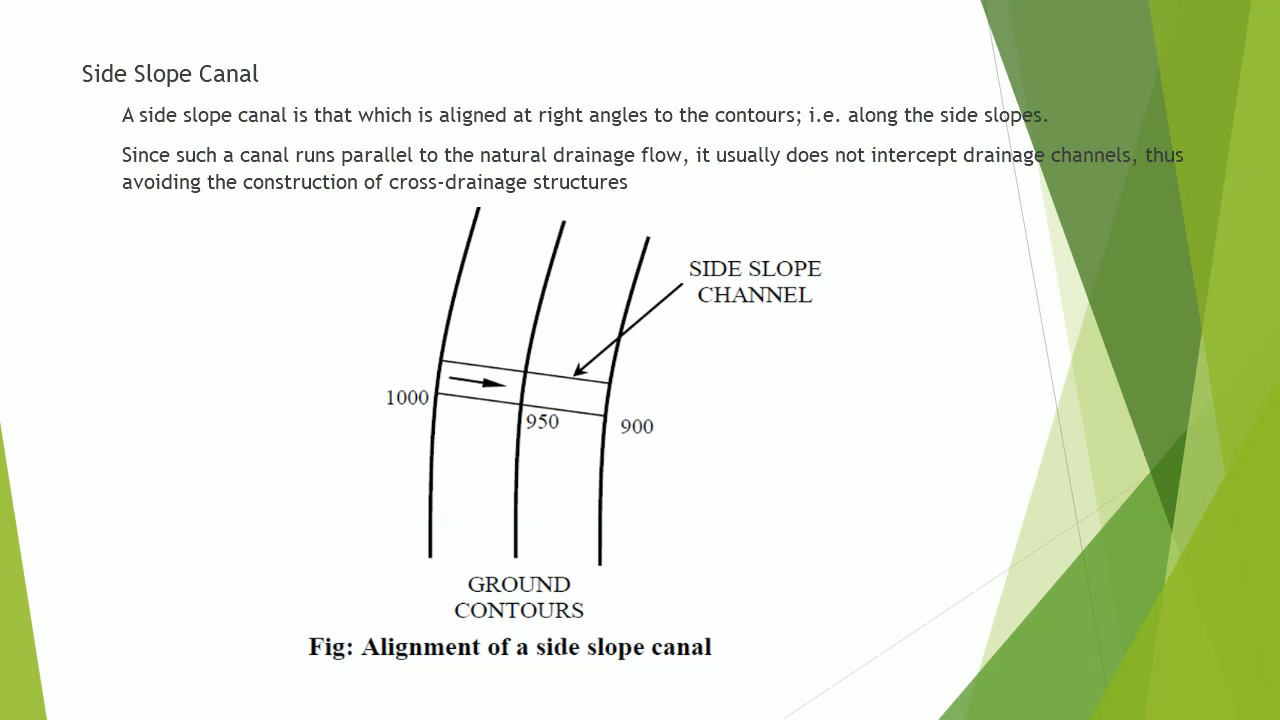 Side Slope Canal
A side slope canal is that which is aligned at right angles to the contours; i.e. along the side slopes.
Since such a canal runs parallel to the natural drainage flow, it usually does not intercept drainage channels, thus
avoiding the construction of cross-drainage structures
SIDE SLOPE
CHANNEL
1000
950
900
GROUND
CONTOURS
Fig: Alignment of a side slope canal